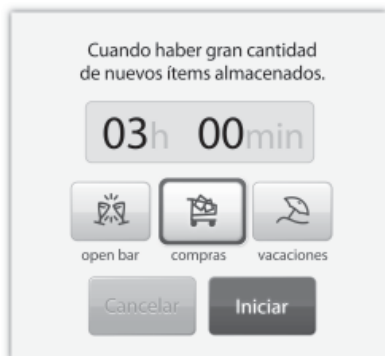 Cuando haber gran cantidad
de nuevos ítems almacenados.
03h 00min
open bar compras vacaciones
Cancelar Iniciar